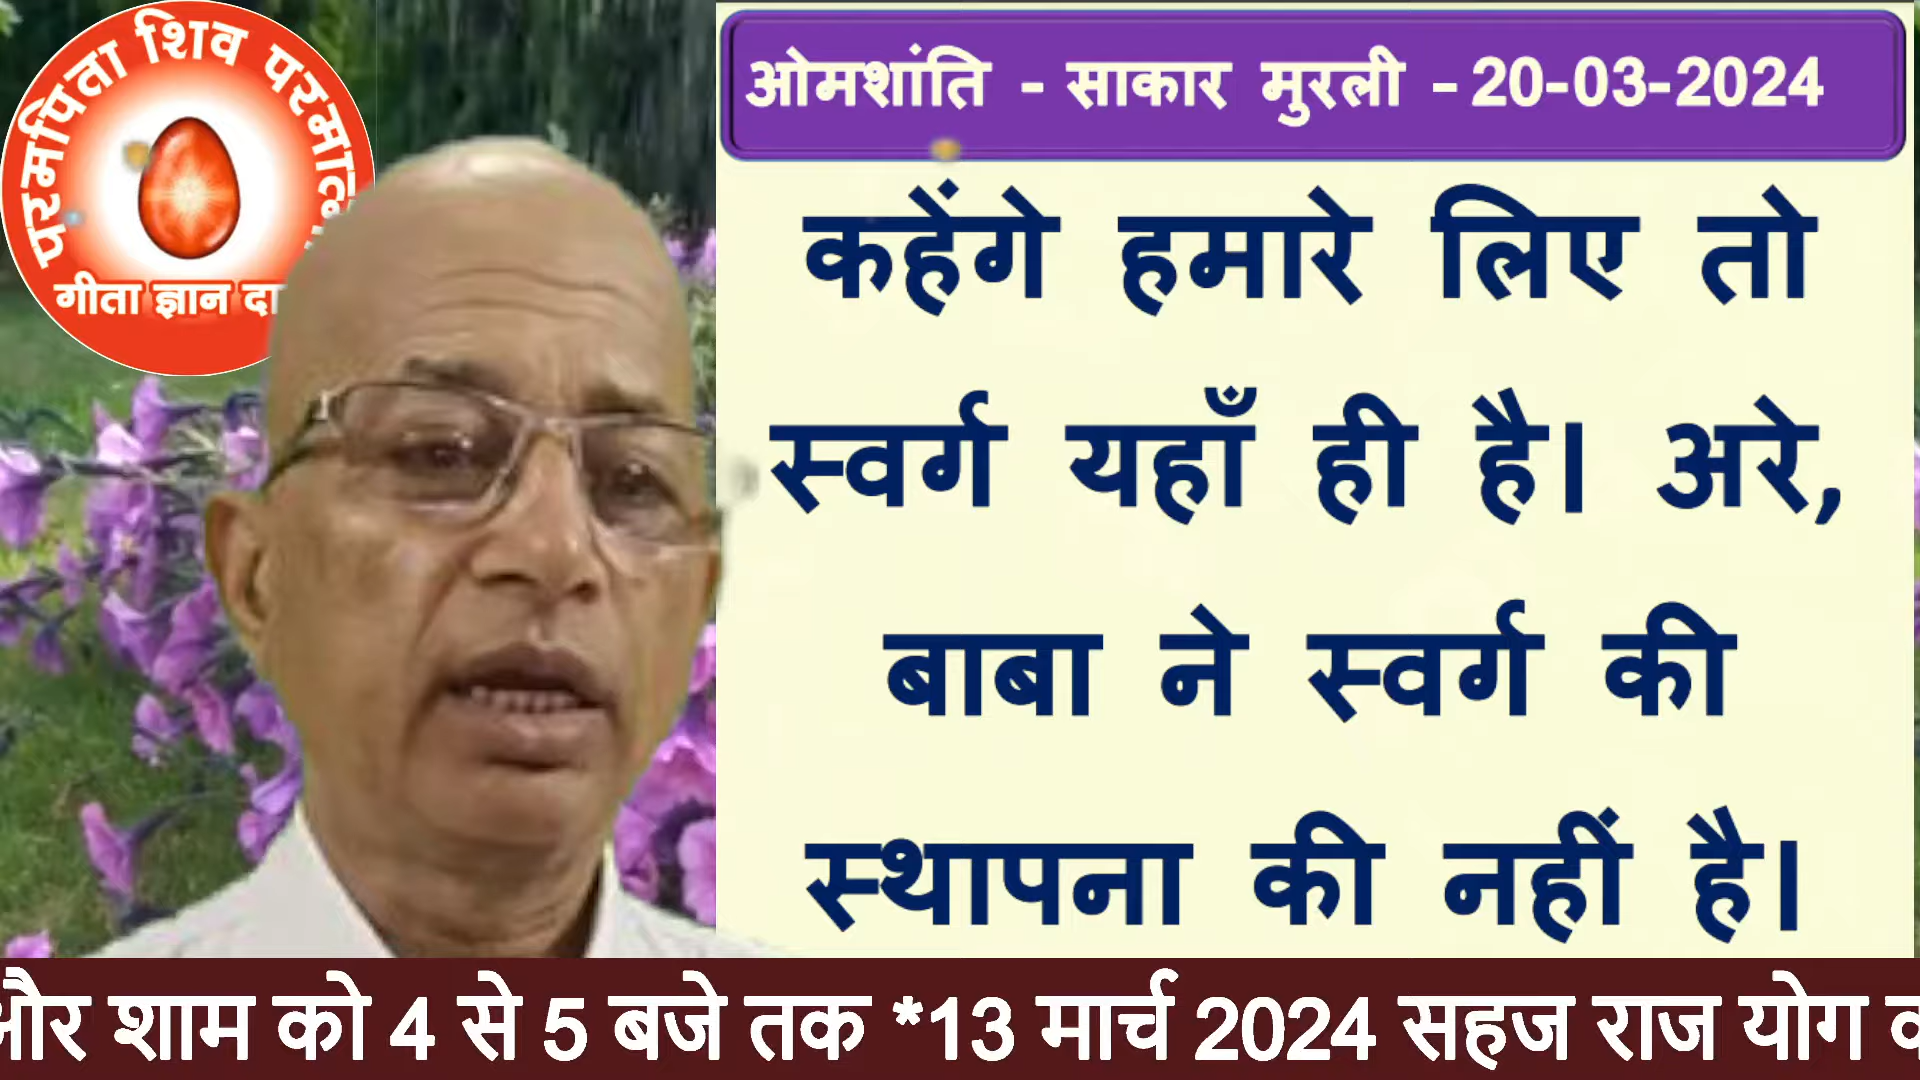 परमपिता शिव
गीता ज्ञान
ओमशांति - साकार मुरली - 20-03-2024
कहेंगे हमारे लिए तो
स्वर्ग यहाँ ही है। अरे,
बाबा ने स्वर्ग की
स्थापना की नहीं है।
और शाम को 4 से 5 बजे तक *13 मार्च 2024 सहज राज योग